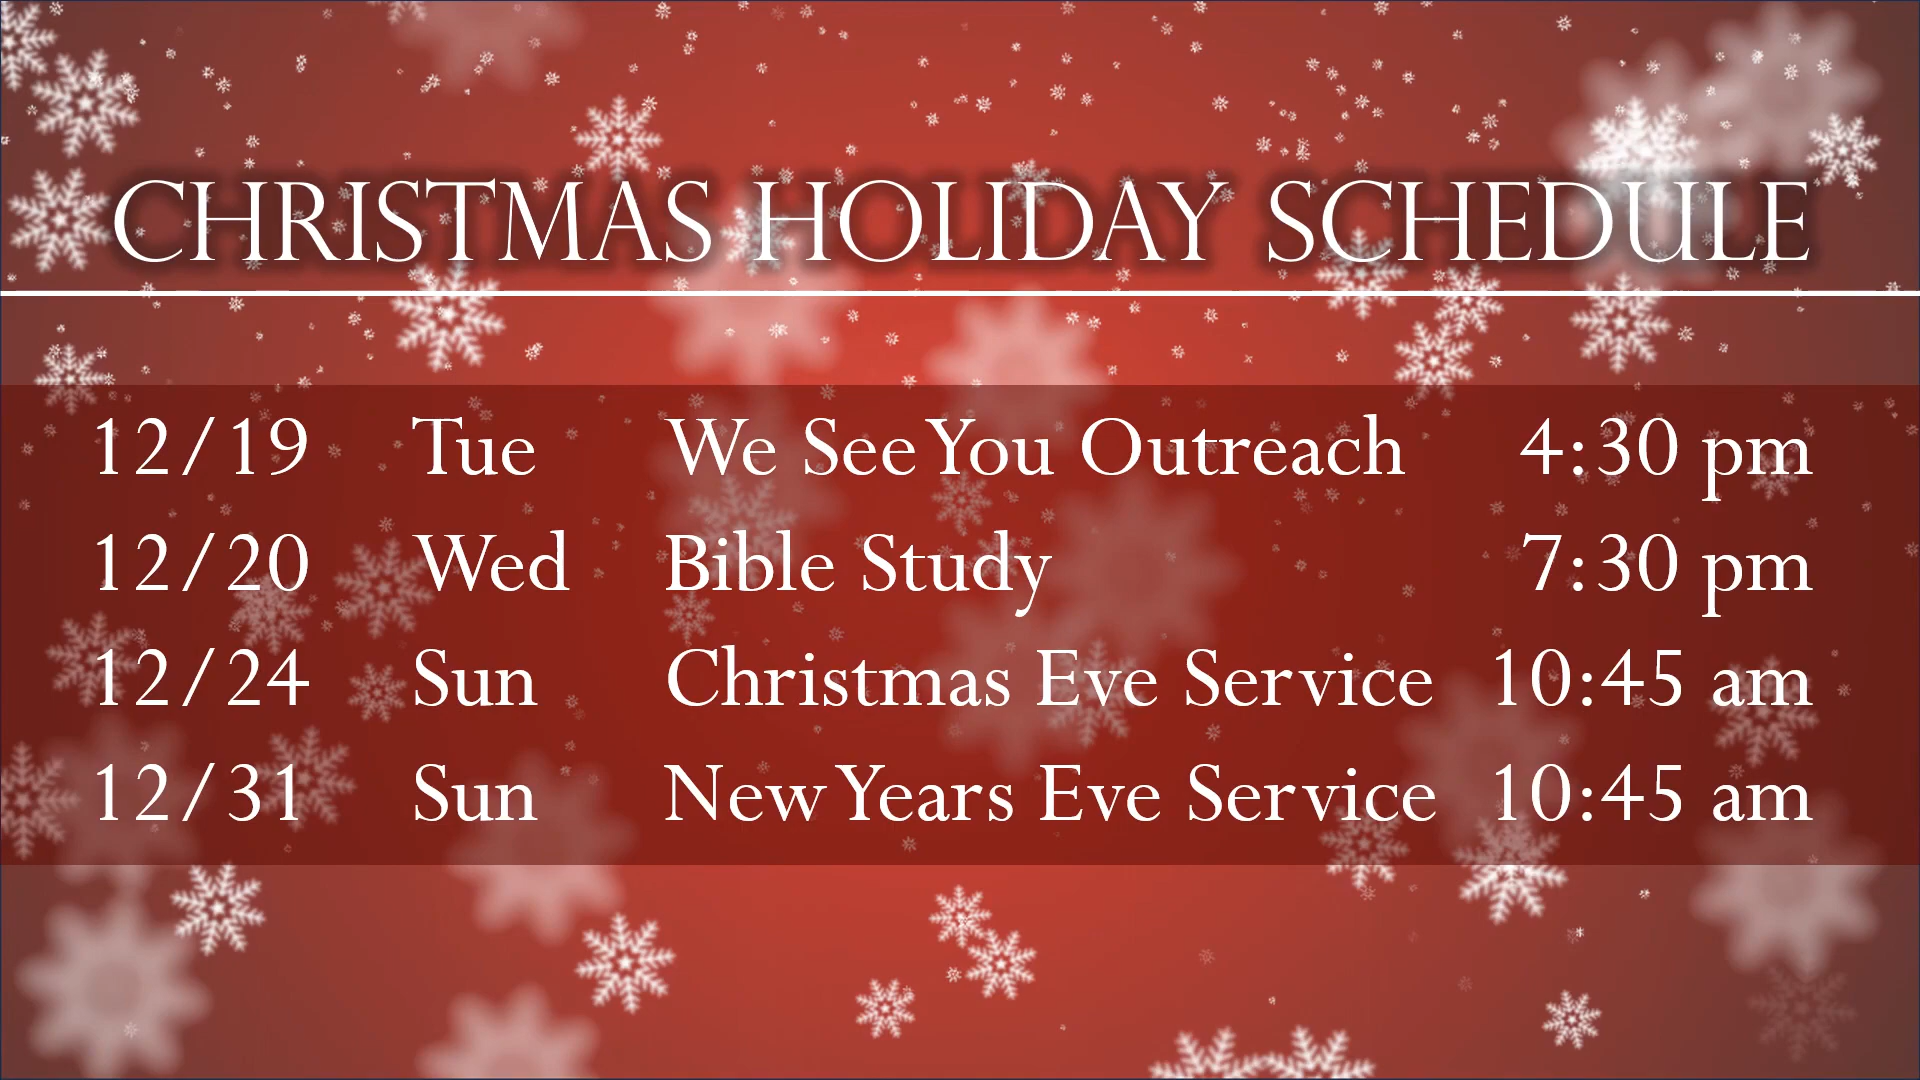 CHRISTMAS HOLIDAY SCHEDULE
12/19 Tue We See You Outreach 4:30 pm
12/20 Wed Bible Study 7:30 pm
12/24 Sun Christmas Eve Service 10:45 am
12/31 Sun New Years Eve Service 10:45 am